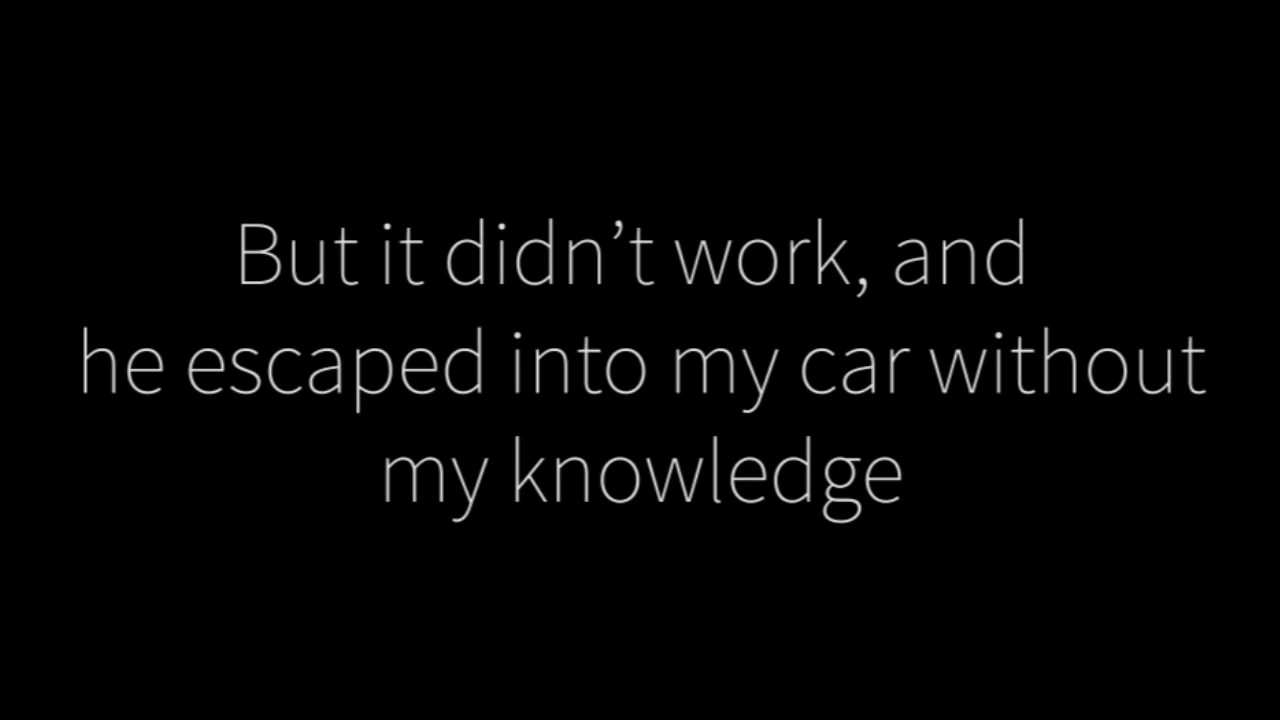 But it didn’t work, and
he escaped into my car without
my knowledge